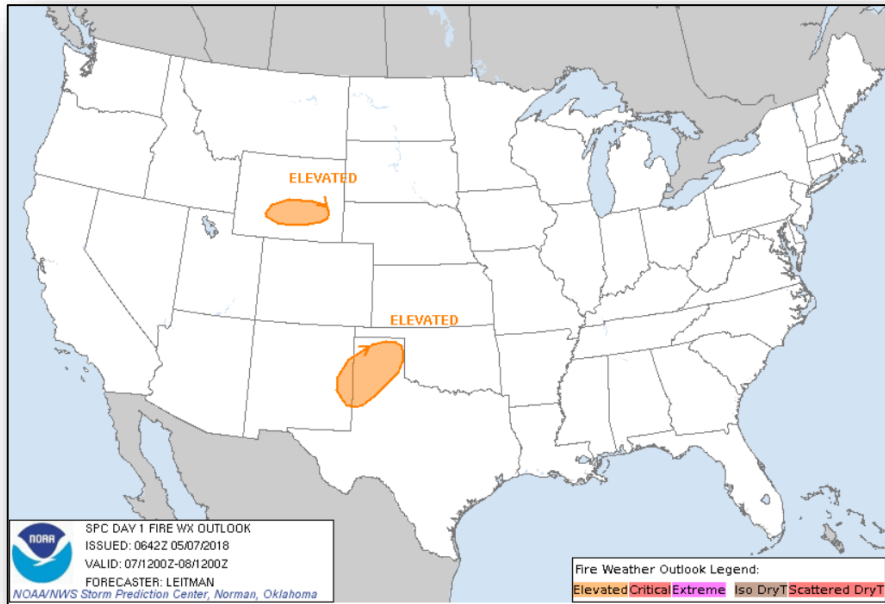 ELEVATED
ELEVATED
NOAA
SPC DAY 1 FIRE WX OUTLOOK
ISSUED: 0642Z 05/07/2018
VALID: 07/1200Z-08/1200Z
FORECASTER: LEITMAN
NOAA/NWS Storm Prediction Center, Norman, Oklahoma
Fire Weather Outlook Legend:
Elevated Critical Extreme Iso DryT Scattered DryT